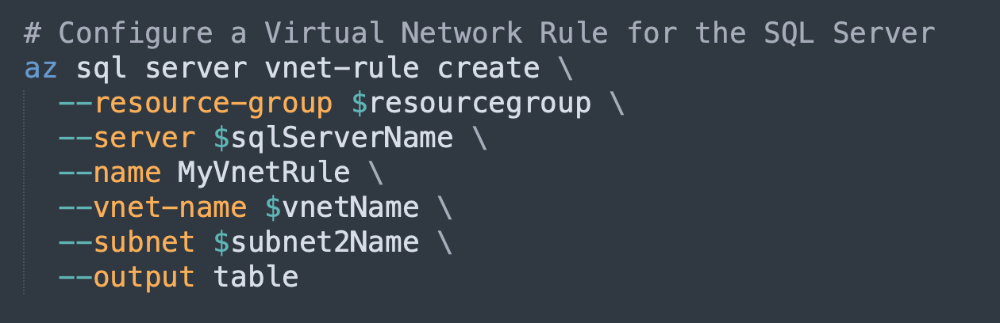 # Configure a Virtual Network Rule for the SQL Server
az sql server vnet-rule create \
--resource-group $resourcegroup \
--server $sqlServerName \
--name MyVnetRule \
--vnet-name $vnetName \
--subnet $subnet2Name \
--output table